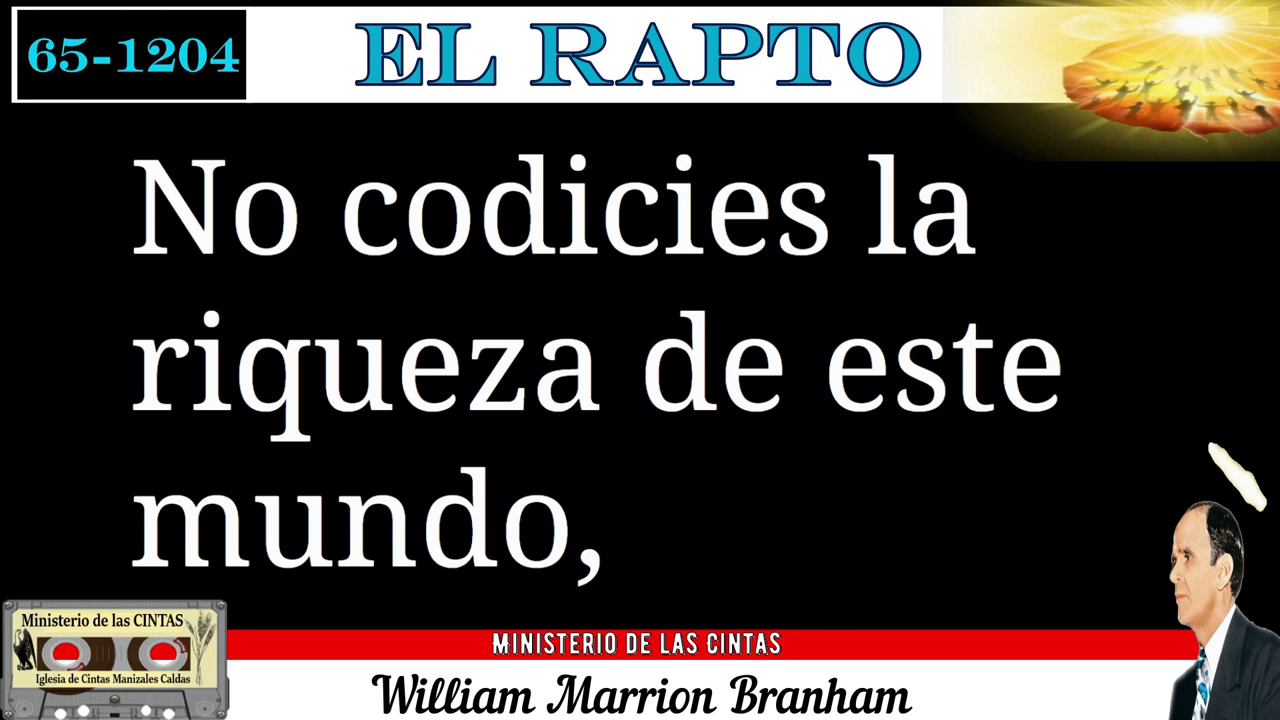 65-1204
EL RAPTO
No codicies la
riqueza de este
mundo,
Ministerio de las CINTAS
Iglesia de Cintas Manizales Caldas
MINISTERIO DE LAS CINTAS
William Marrion Branham